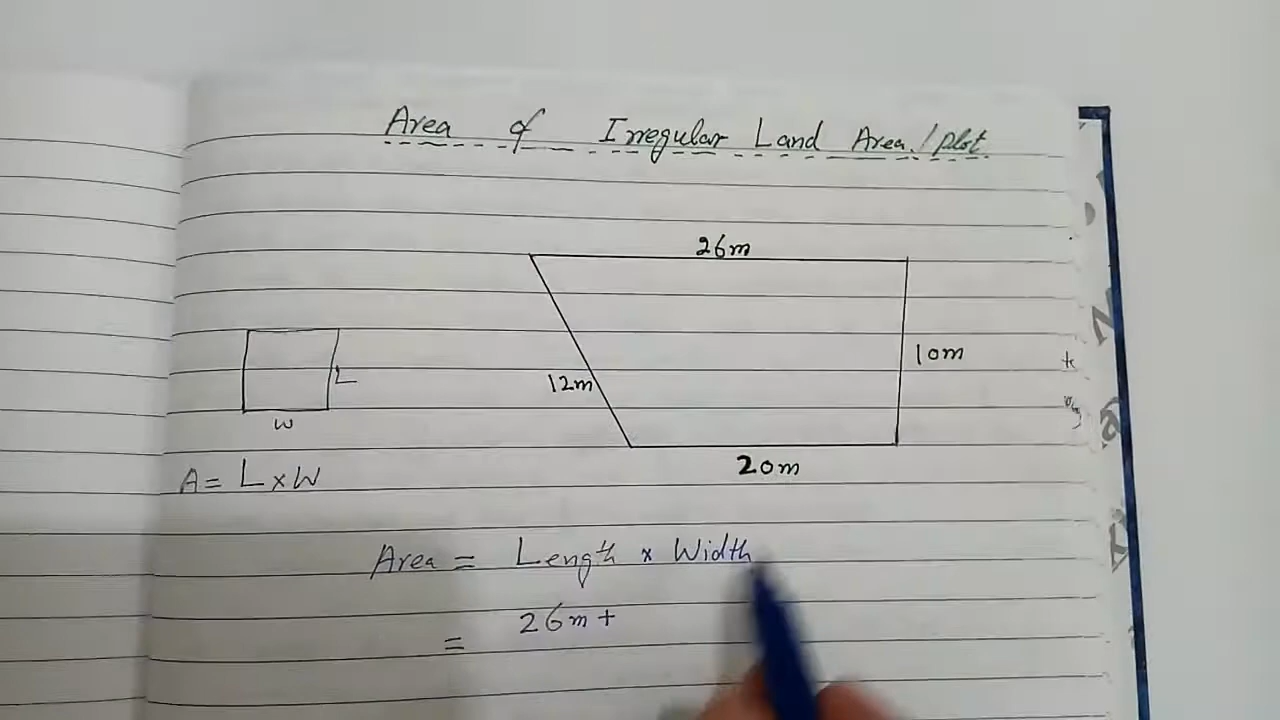 Area of Irregular Land Area./plot.
26m
10m
12m
20m
L
W
A = L x W
Area = Length x Width
= 26m +